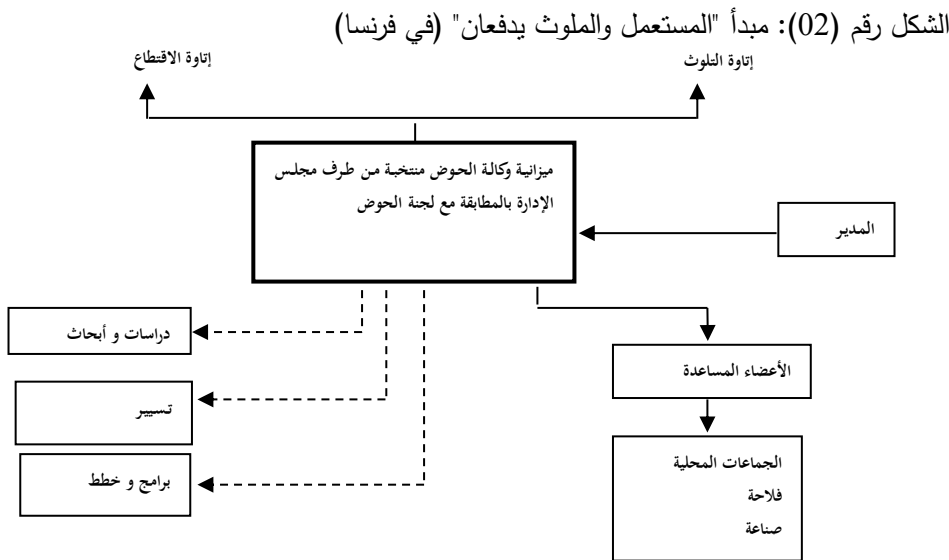 الشكل رقم (02): مبدأ "المستعمل والملوث يدفعان" (في فرنسا)
إتاوة التلوث
إتاوة الاقتطاع
ميزانية وكالة الحوض منتخبة من طرف مجلس
الإدارة بالمطابقة مع لجنة الحوض
المدير
دراسات و أبحاث
الأعضاء المساعدة
تسيير
الجماعات المحلية
فلاحة
صناعة
برامج و خطط